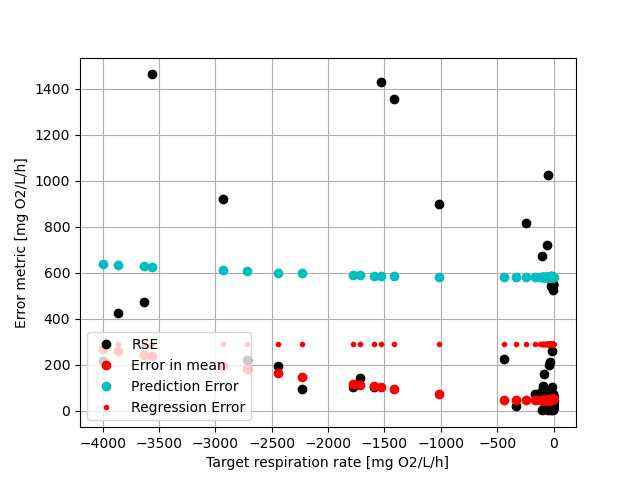 1400
1200
1000
800
600
400
200
0
Error metric [mg O2/L/h]
RSE
Error in mean
Prediction Error
Regression Error
−4000 −3500 −3000 −2500 −2000 −1500 −1000 −500 0
Target respiration rate [mg O2/L/h]